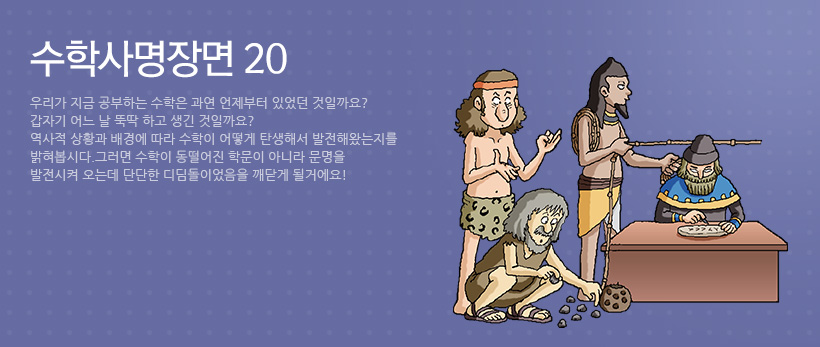 수학사명장면 20
우리가 지금 공부하는 수학은 과연 언제부터 있었던 것일까요?
갑자기 어느 날 뚝딱 하고 생긴 것일까요?
역사적 상황과 배경에 따라 수학이 어떻게 탄생해서 발전해왔는지를
밝혀봅시다.그러면 수학이 동떨어진 학문이 아니라 문명을
발전시켜 오는데 단단한 디딤돌이었음을 깨닫게 될거에요!